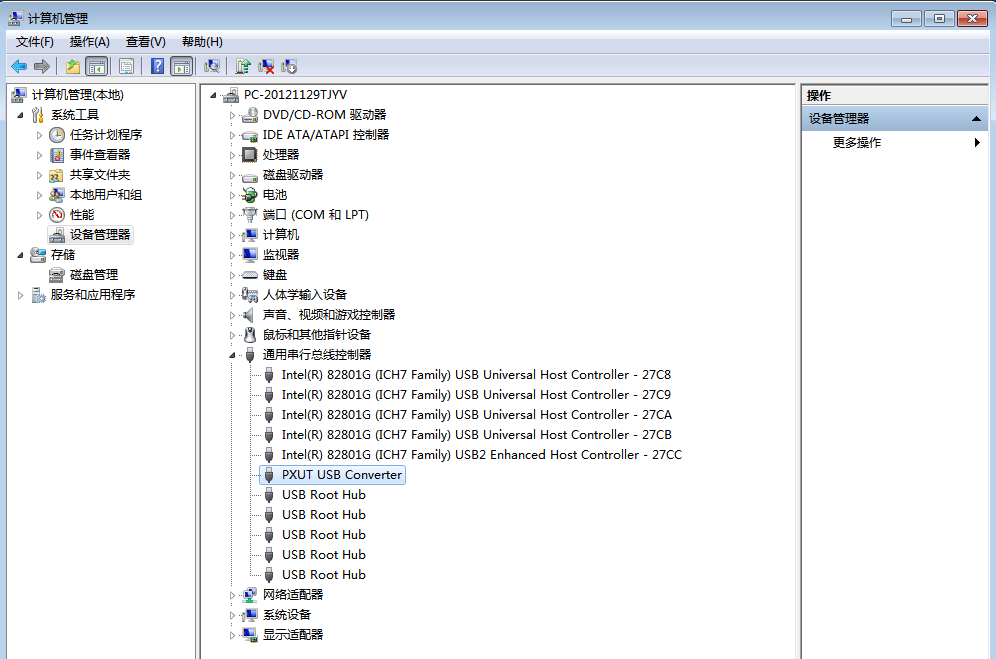 计算机管理
文件(F) 操作(A) 查看(V) 帮助(H)
计算机管理(本地)
系统工具
任务计划程序
事件查看器
共享文件夹
本地用户和组
性能
设备管理器
存储
磁盘管理
服务和应用程序
PC-20121129TJYV
DVD/CD-ROM 驱动器
IDE ATA/ATAPI 控制器
处理器
磁盘驱动器
电池
端口 (COM 和 LPT)
计算机
监视器
键盘
人体学输入设备
声音、视频和游戏控制器
鼠标和其他指针设备
通用串行总线控制器
Intel(R) 82801G (ICH7 Family) USB Universal Host Controller - 27C8
Intel(R) 82801G (ICH7 Family) USB Universal Host Controller - 27C9
Intel(R) 82801G (ICH7 Family) USB Universal Host Controller - 27CA
Intel(R) 82801G (ICH7 Family) USB Universal Host Controller - 27CB
Intel(R) 82801G (ICH7 Family) USB2 Enhanced Host Controller - 27CC
PXUT USB Converter
USB Root Hub
USB Root Hub
USB Root Hub
USB Root Hub
USB Root Hub
网络适配器
系统设备
显示适配器
操作
设备管理器
更多操作